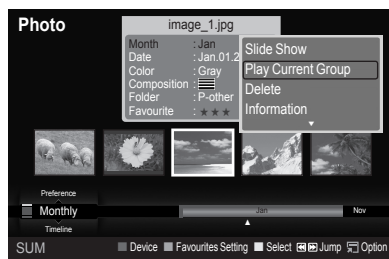 Photo
image_1.jpg
Month : Jan
Date : Jan.01.2
Color : Gray
Composition :
Folder : P-other
Favourite : ★ ★ ★
Slide Show
Play Current Group
Delete
Information
Preference
Monthly
Timeline
Jan
Nov
SUM
Device
Favourites Setting
Select
Jump
Option